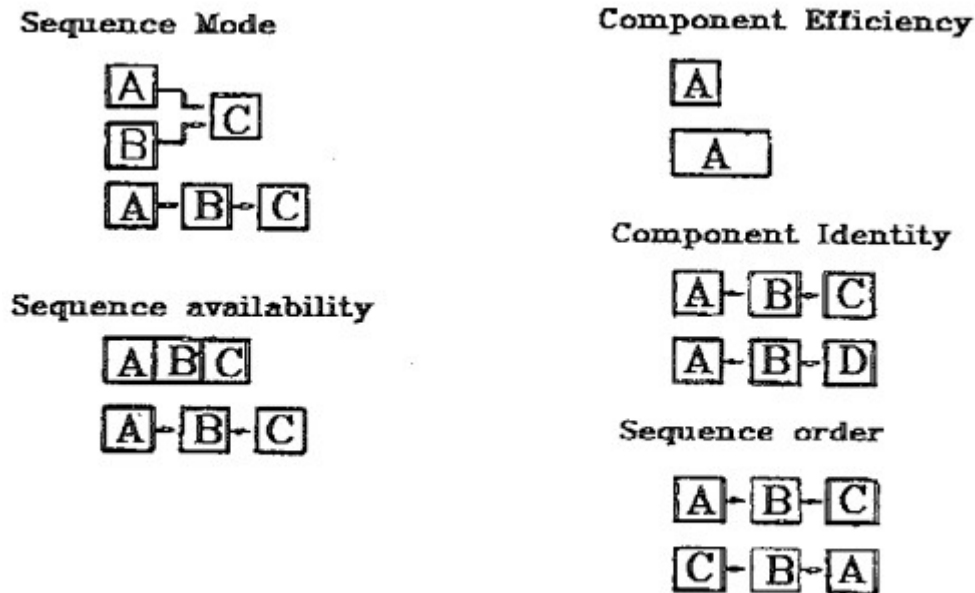 Sequence Mode
A
C
B
A B C
Sequence availability
A B C
A B C
Component Efficiency
A
A
Component Identity
A B C
A B D
Sequence order
A B C
C B A